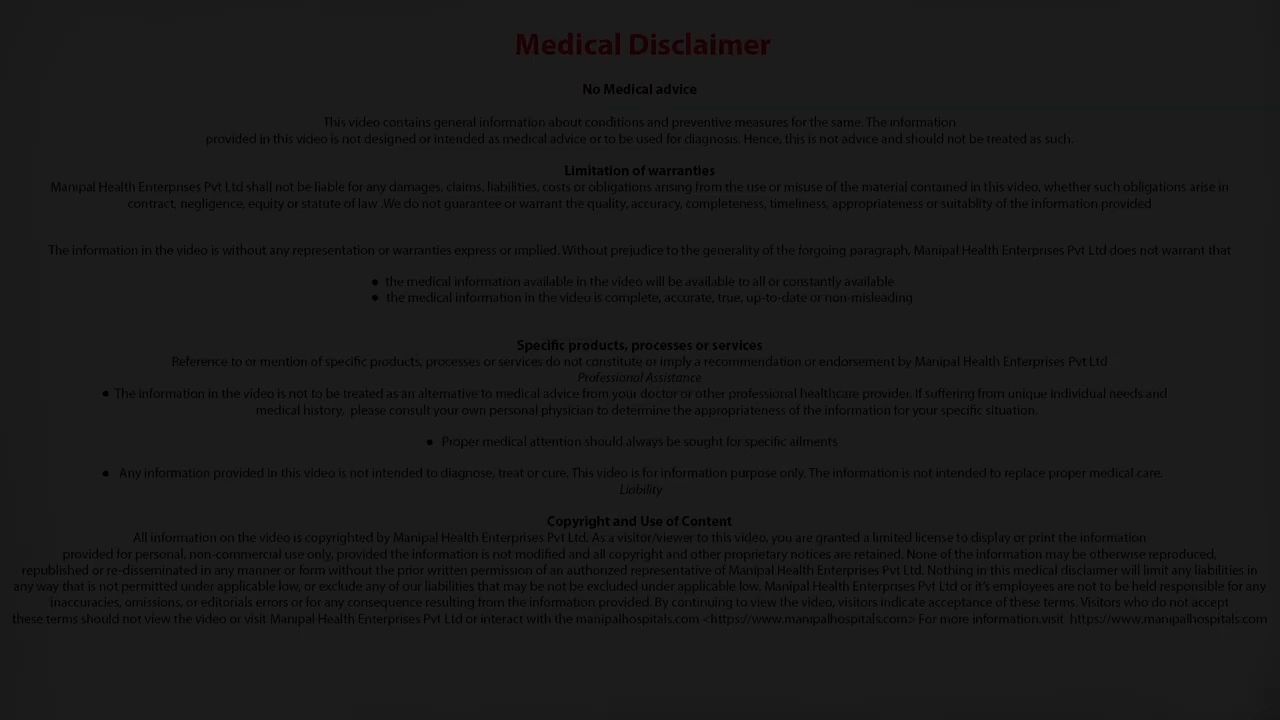 Medical Disclaimer
No Medical advice
This video contains general information about conditions and preventive measures for the same. The information
provided in this video is not designed or intended as medical advice or to be used for diagnosis. Hence, this is not advice and should not be treated as such.
Limitation of warranties
Manipal Health Enterprises Pvt Ltd shall not be liable for any damages, claims, liabilities, costs or obligations arising from the use or misuse of the material contained in this video, whether such obligations arise in
contract, negligence, equity or statute of law .We do not guarantee or warrant the quality, accuracy, completeness, timeliness, appropriateness or suitablity of the information provided
The information in the video is without any representation or warranties express or implied. Without prejudice to the generality of the forgoing paragraph, Manipal Health Enterprises Pvt Ltd does not warrant that
● the medical information available in the video will be available to all or constantly available
● the medical information in the video is complete, accurate, true, up-to-date or non-misleading
Specific products, processes or services
Reference to or mention of specific products, processes or services do not constitute or imply a recommendation or endorsement by Manipal Health Enterprises Pvt Ltd
Professional Assistance
● The information in the video is not to be treated as an alternative to medical advice from your doctor or other professional healthcare provider. If suffering from unique individual needs and
medical history, please consult your own personal physician to determine the appropriateness of the information for your specific situation.
● Proper medical attention should always be sought for specific ailments
● Any information provided in this video is not intended to diagnose, treat or cure. This video is for information purpose only. The information is not intended to replace proper medical care.
Liability
Copyright and Use of Content
All information on the video is copyrighted by Manipal Health Enterprises Pvt Ltd. As a visitor/viewer to this video, you are granted a limited license to display or print the information
provided for personal, non-commercial use only, provided the information is not modified and all copyright and other proprietary notices are retained. None of the information may be otherwise reproduced,
republished or re-disseminated in any manner or form without the prior written permission of an authorized representative of Manipal Health Enterprises Pvt Ltd. Nothing in this medical disclaimer will limit any liabilities in
any way that is not permitted under applicable low, or exclude any of our liabilities that may be not be excluded under applicable low. Manipal Health Enterprises Pvt Ltd or it's employees are not to be held responsible for any
inaccuracies, omissions, or editorials errors or for any consequence resulting from the information provided. By continuing to view the video, visitors indicate acceptance of these terms. Visitors who do not accept
these terms should not view the video or visit Manipal Health Enterprises Pvt Ltd or interact with the manipalhospitals.com <https://www.manipalhospitals.com> For more information.visit https://www.manipalhospitals.com